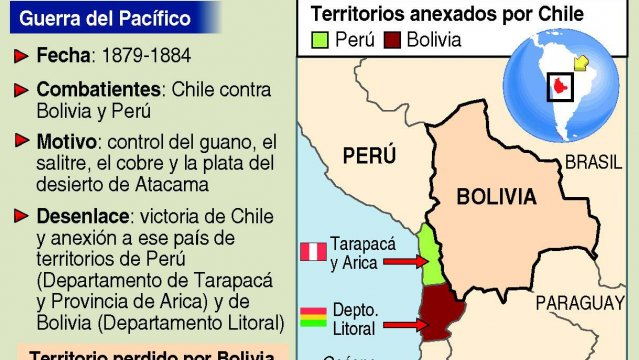 Guerra del Pacífico
Fecha: 1879-1884
Combatientes: Chile contra
Bolivia y Perú
Motivo: control del guano, el
salitre, el cobre y la plata del
desierto de Atacama
Desenlace: victoria de Chile
y anexión a ese país de
territorios de Perú
(Departamento de Tarapacá
y Provincia de Arica) y de
Bolivia (Departamento Litoral)
Territorio perdido por Bolivia
Territorios anexados por Chile
Perú Bolivia
PERÚ
BRASIL
BOLIVIA
Tarapacá
y Arica
PARAGUAY
Depto.
Litoral
Océano